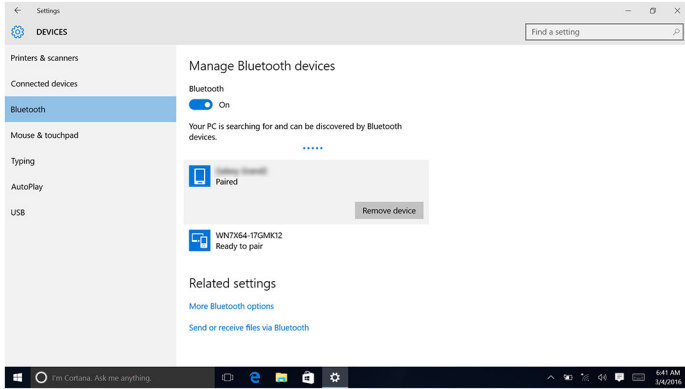 Settings
DEVICES
Find a setting
Printers & scanners
Connected devices
Bluetooth
Mouse & touchpad
Typing
AutoPlay
USB
Manage Bluetooth devices
Bluetooth
On
Your PC is searching for and can be discovered by Bluetooth
devices.
Paired
Remove device
WN7X64-17GMK12
Ready to pair
Related settings
More Bluetooth options
Send or receive files via Bluetooth
I'm Cortana. Ask me anything.
6:41 AM
3/4/2016